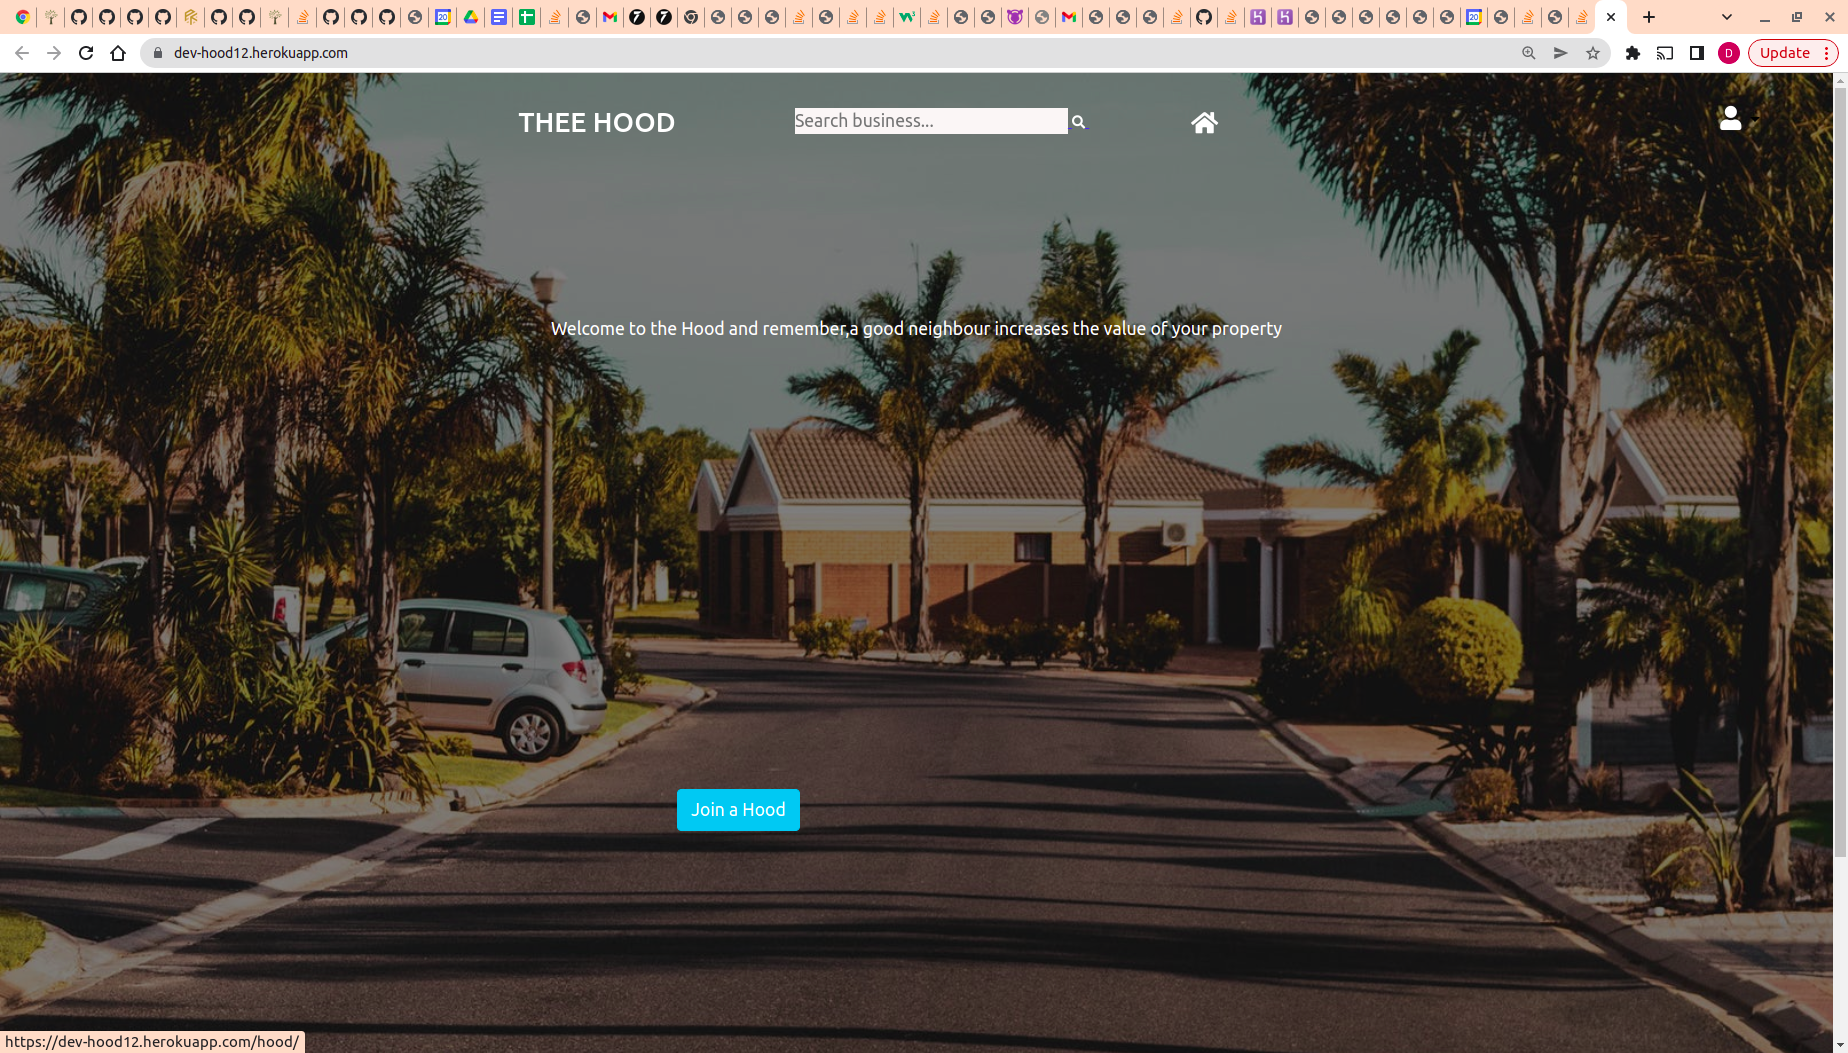 dev-hood12.herokuapp.com
D
Update
THEE HOOD
Search business...
Welcome to the Hood and remember,a good neighbour increases the value of your property
Join a Hood
https://dev-hood12.herokuapp.com/hood/